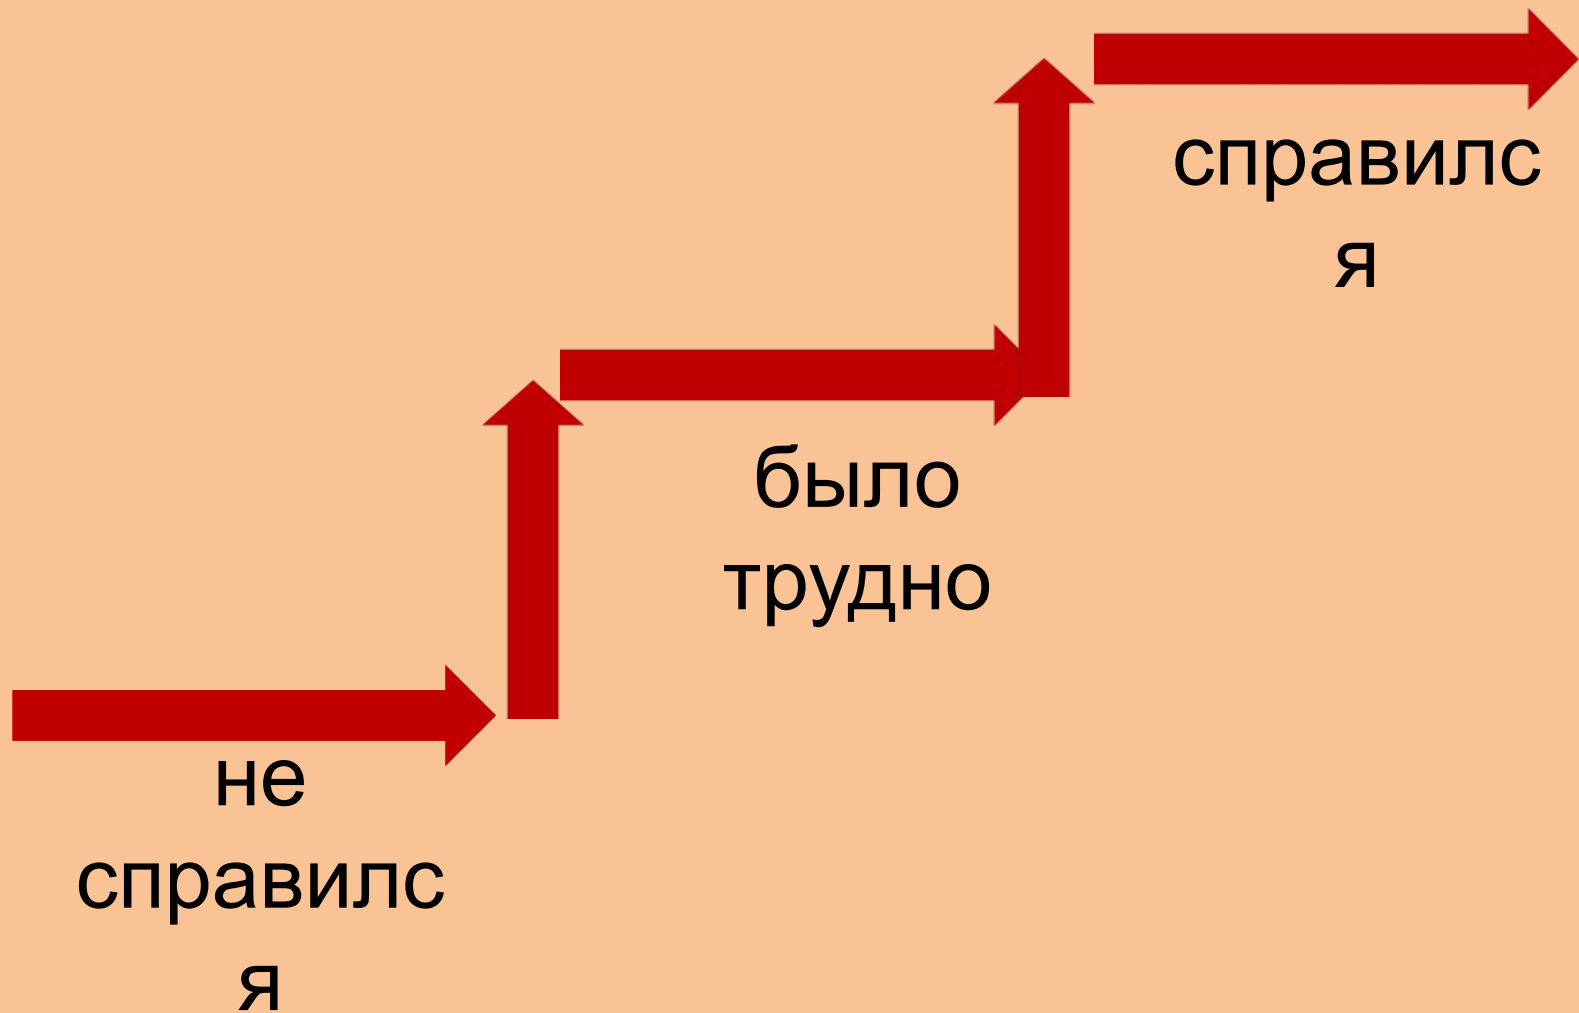 справилс
я
было
трудно
не
справилс
я